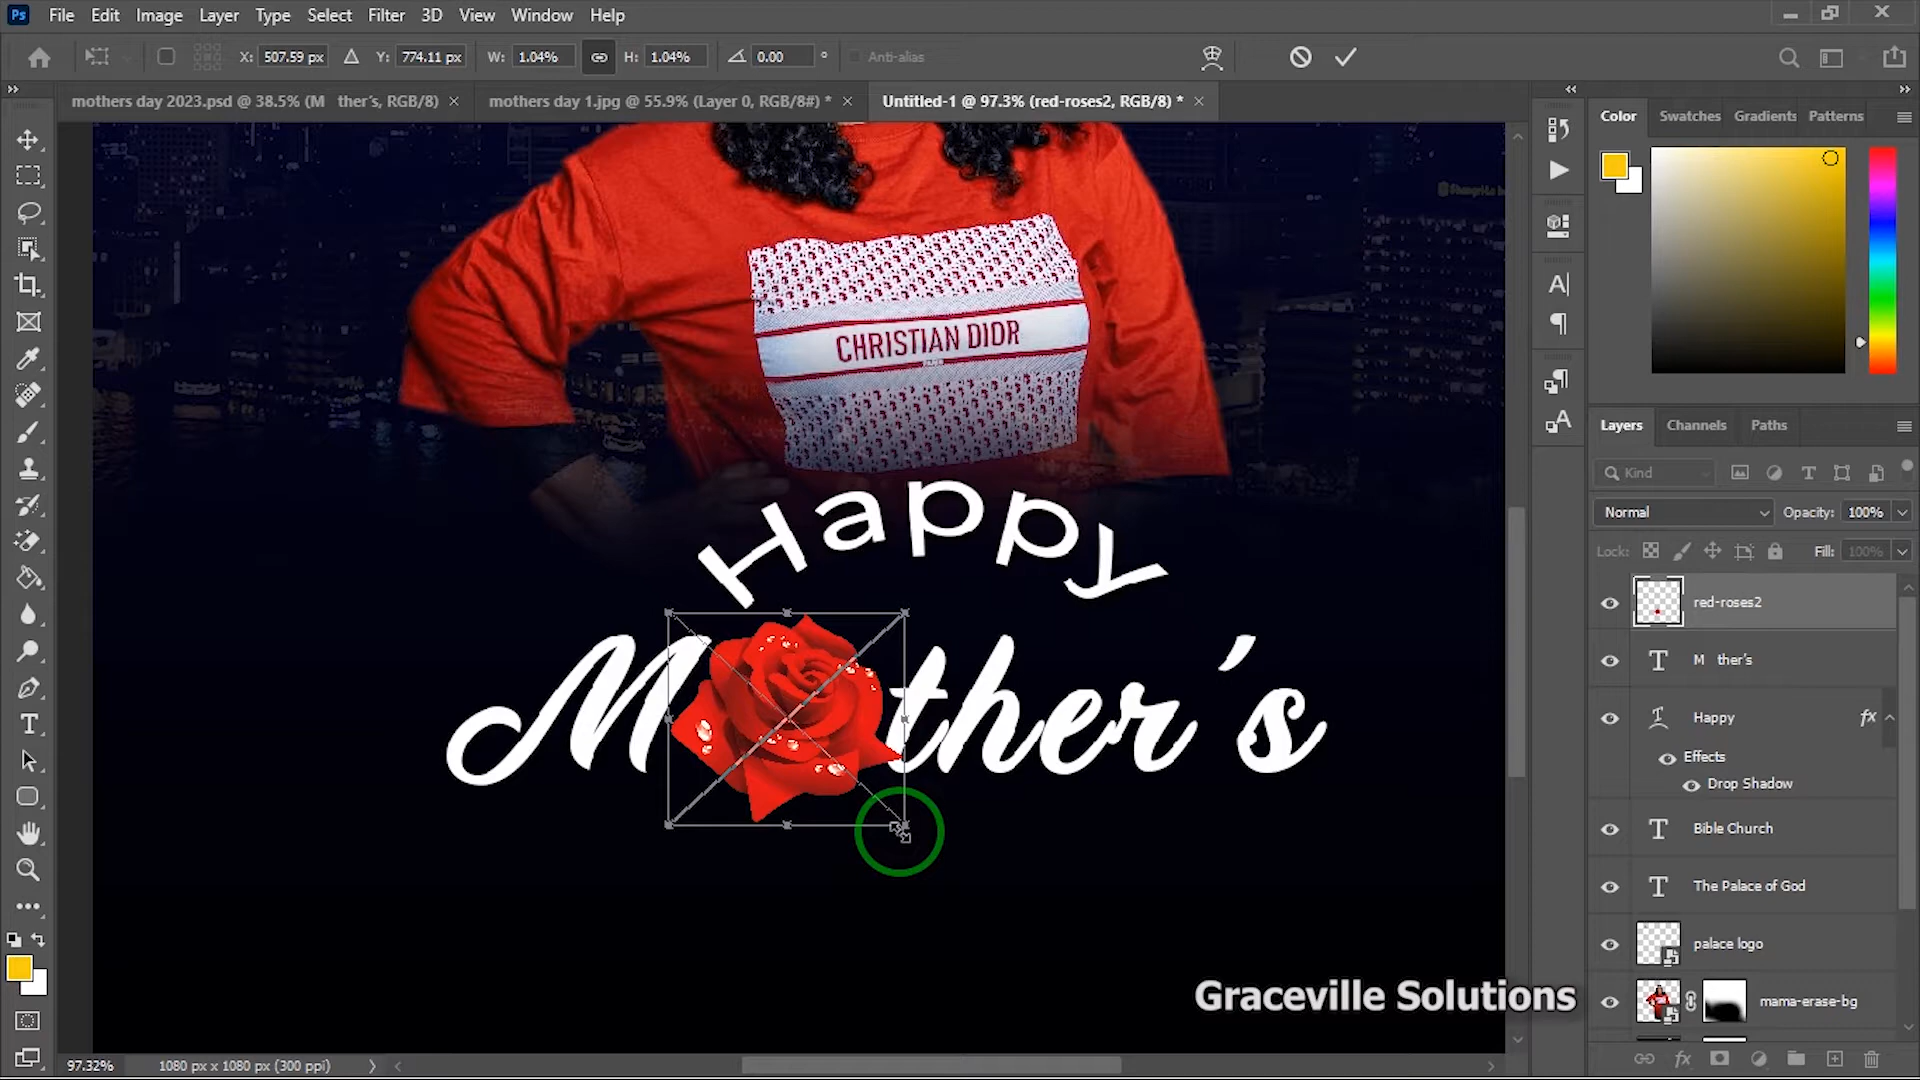 Ps File Edit Image Layer Type Select Filter 3D View Window Help
X: 507.59 px Y: 774.11 px W: 1.04% H: 1.04% 0.00 ° Anti-alias
mothers day 2023.psd @ 38.5% (M ther's, RGB/8) × mothers day 1.jpg @ 55.9% (Layer 0, RGB/8#) * × Untitled-1 @ 97.3% (red-roses2, RGB/8) * ×
Color Swatches Gradients Patterns
CHRISTIAN DIOR
PARIS
Layers Channels Paths
Kind
Normal Opacity: 100%
Lock: Fill: 100%
Happy
M ther's
red-roses2
M ther's
Happy fx
Effects
Drop Shadow
Bible Church
The Palace of God
palace logo
mama-erase-bg
Graceville Solutions
97.32% 1080 px x 1080 px (300 ppi)